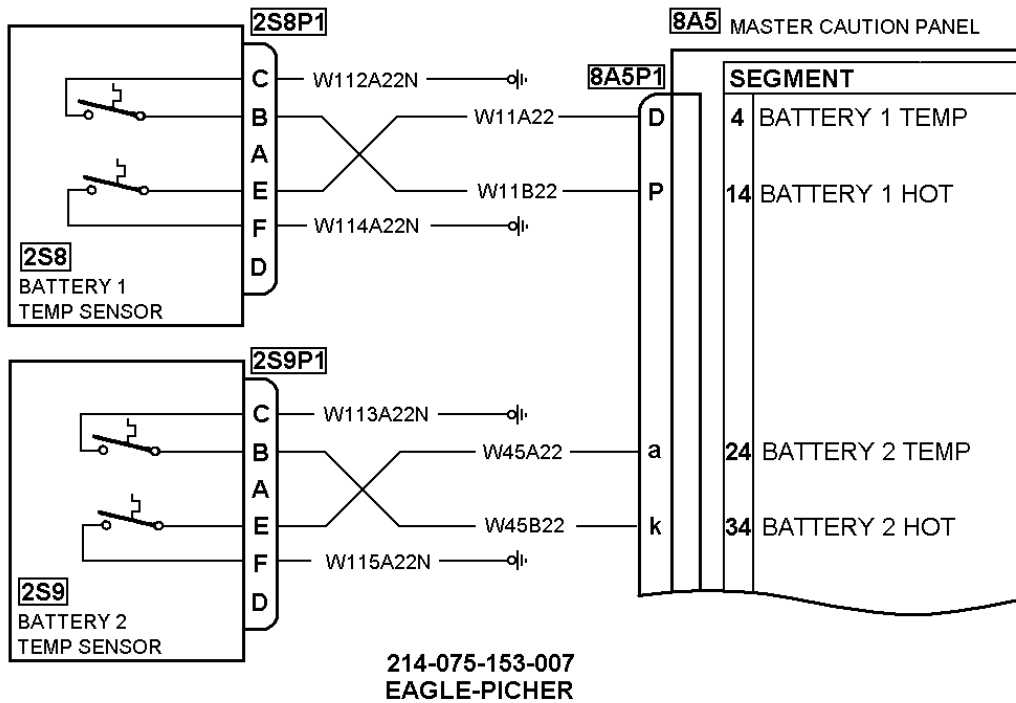 2S8P1
8A5 MASTER CAUTION PANEL
8A5P1
SEGMENT
C W112A22N
B W11A22 D 4 BATTERY 1 TEMP
A
E W11B22 P 14 BATTERY 1 HOT
F W114A22N
D
2S8
BATTERY 1
TEMP SENSOR
2S9P1
C W113A22N
B W45A22 a 24 BATTERY 2 TEMP
A
E W45B22 k 34 BATTERY 2 HOT
F W115A22N
D
2S9
BATTERY 2
TEMP SENSOR
214-075-153-007
EAGLE-PICHER